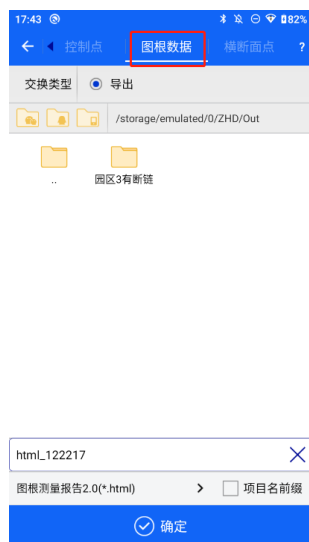 17:43 82%
控制点 图根数据 横断面点 ?
交换类型 导出
/storage/emulated/0/ZHD/Out
.. 园区3有断链
html_122217
图根测量报告2.0(*.html) 项目名前缀
确定